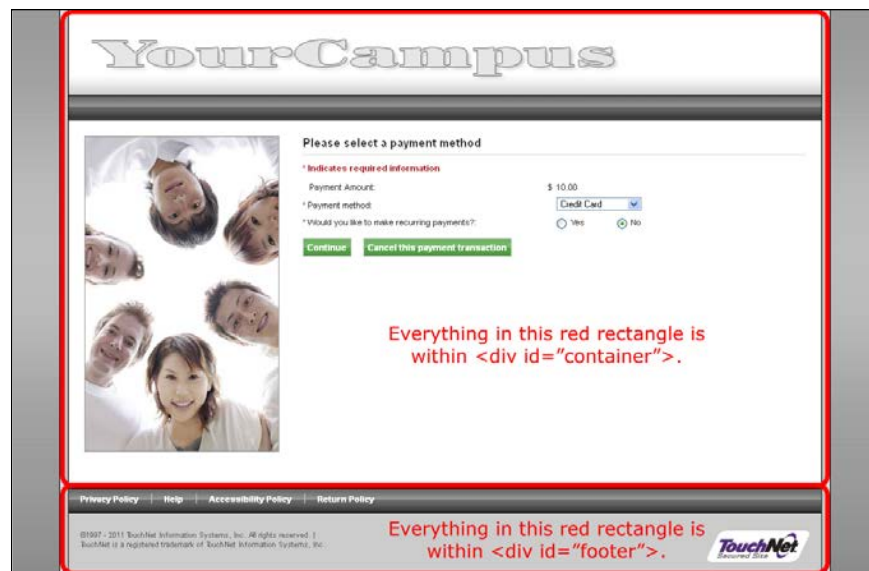 YourCampus
Please select a payment method
* Indicates required information
Payment Amount: $ 10.00
* Payment method: Credit Card
* Would you like to make recurring payments?: Yes No
Continue Cancel this payment transaction
Everything in this red rectangle is
within <div id="container">.
Privacy Policy | Help | Accessibility Policy | Return Policy
©1997 - 2011 TouchNet Information Systems, Inc. All rights reserved. |
TouchNet is a registered trademark of TouchNet Information Systems, Inc.
Everything in this red rectangle is
within <div id="footer">.
TouchNet
Secured Site